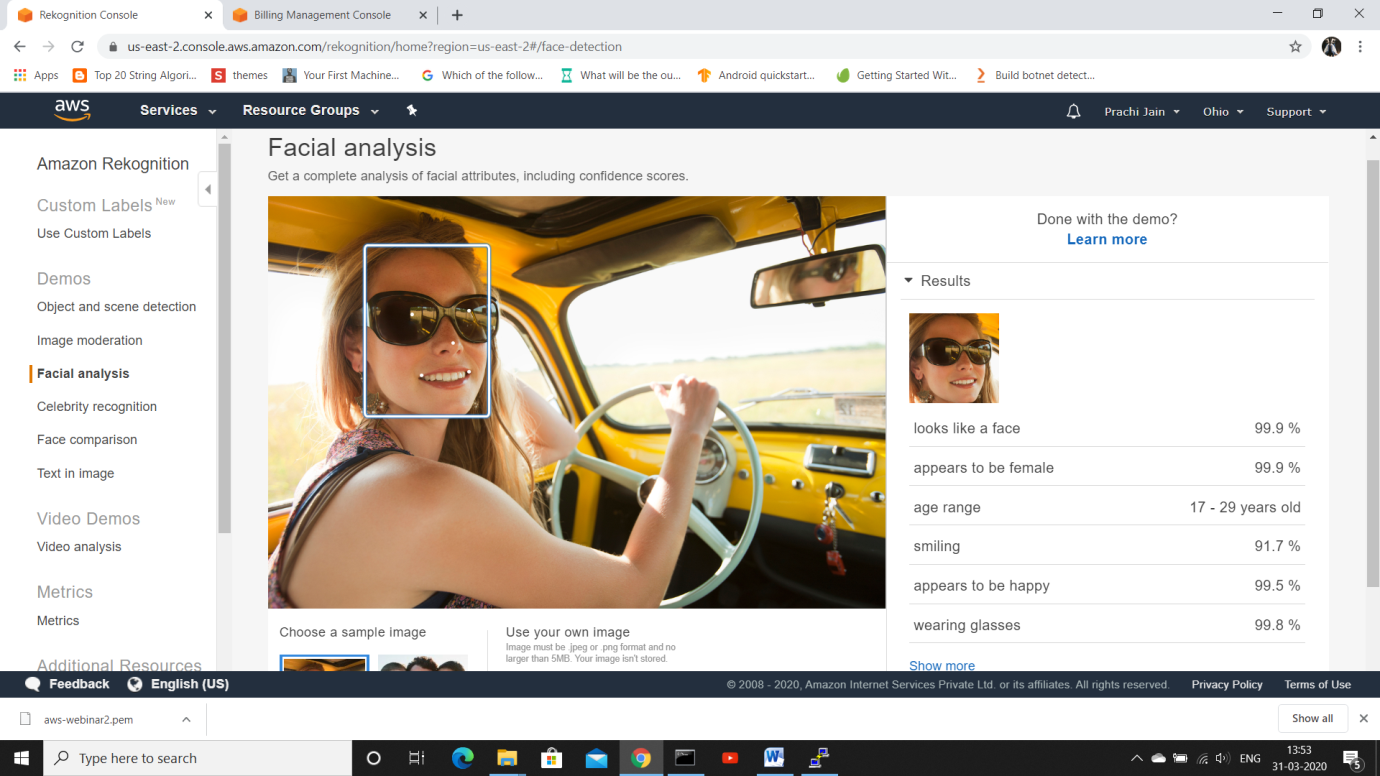 Rekognition Console
Billing Management Console
us-east-2.console.aws.amazon.com/rekognition/home?region=us-east-2#/face-detection
Apps
Top 20 String Algori...
themes
Your First Machine...
Which of the follow...
What will be the ou...
Android quickstart...
Getting Started Wit...
Build botnet detect...
aws
Services
Resource Groups
Prachi Jain
Ohio
Support
Amazon Rekognition
Custom Labels New
Use Custom Labels
Demos
Object and scene detection
Image moderation
Facial analysis
Celebrity recognition
Face comparison
Text in image
Video Demos
Video analysis
Metrics
Metrics
Additional Resources
Facial analysis
Get a complete analysis of facial attributes, including confidence scores.
Choose a sample image
Use your own image
Image must be .jpeg or .png format and no
larger than 5MB. Your image isn't stored.
Done with the demo?
Learn more
Results
looks like a face 99.9 %
appears to be female 99.9 %
age range 17 - 29 years old
smiling 91.7 %
appears to be happy 99.5 %
wearing glasses 99.8 %
Show more
Feedback
English (US)
© 2008 - 2020, Amazon Internet Services Private Ltd. or its affiliates. All rights reserved.
Privacy Policy
Terms of Use
aws-webinar2.pem
Show all
Type here to search
ENG
13:53
31-03-2020
5